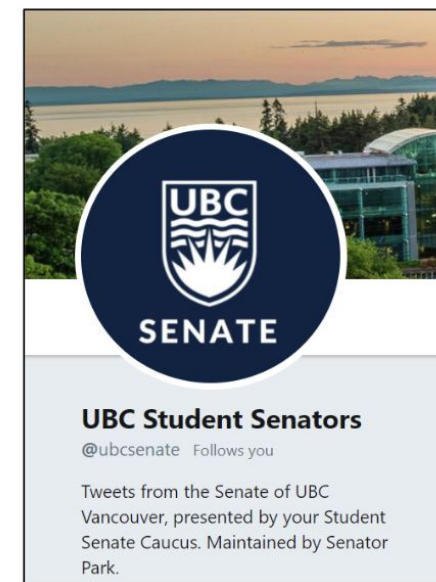 UBC
SENATE
UBC Student Senators
@ubcsenate Follows you
Tweets from the Senate of UBC
Vancouver, presented by your Student
Senate Caucus. Maintained by Senator
Park.